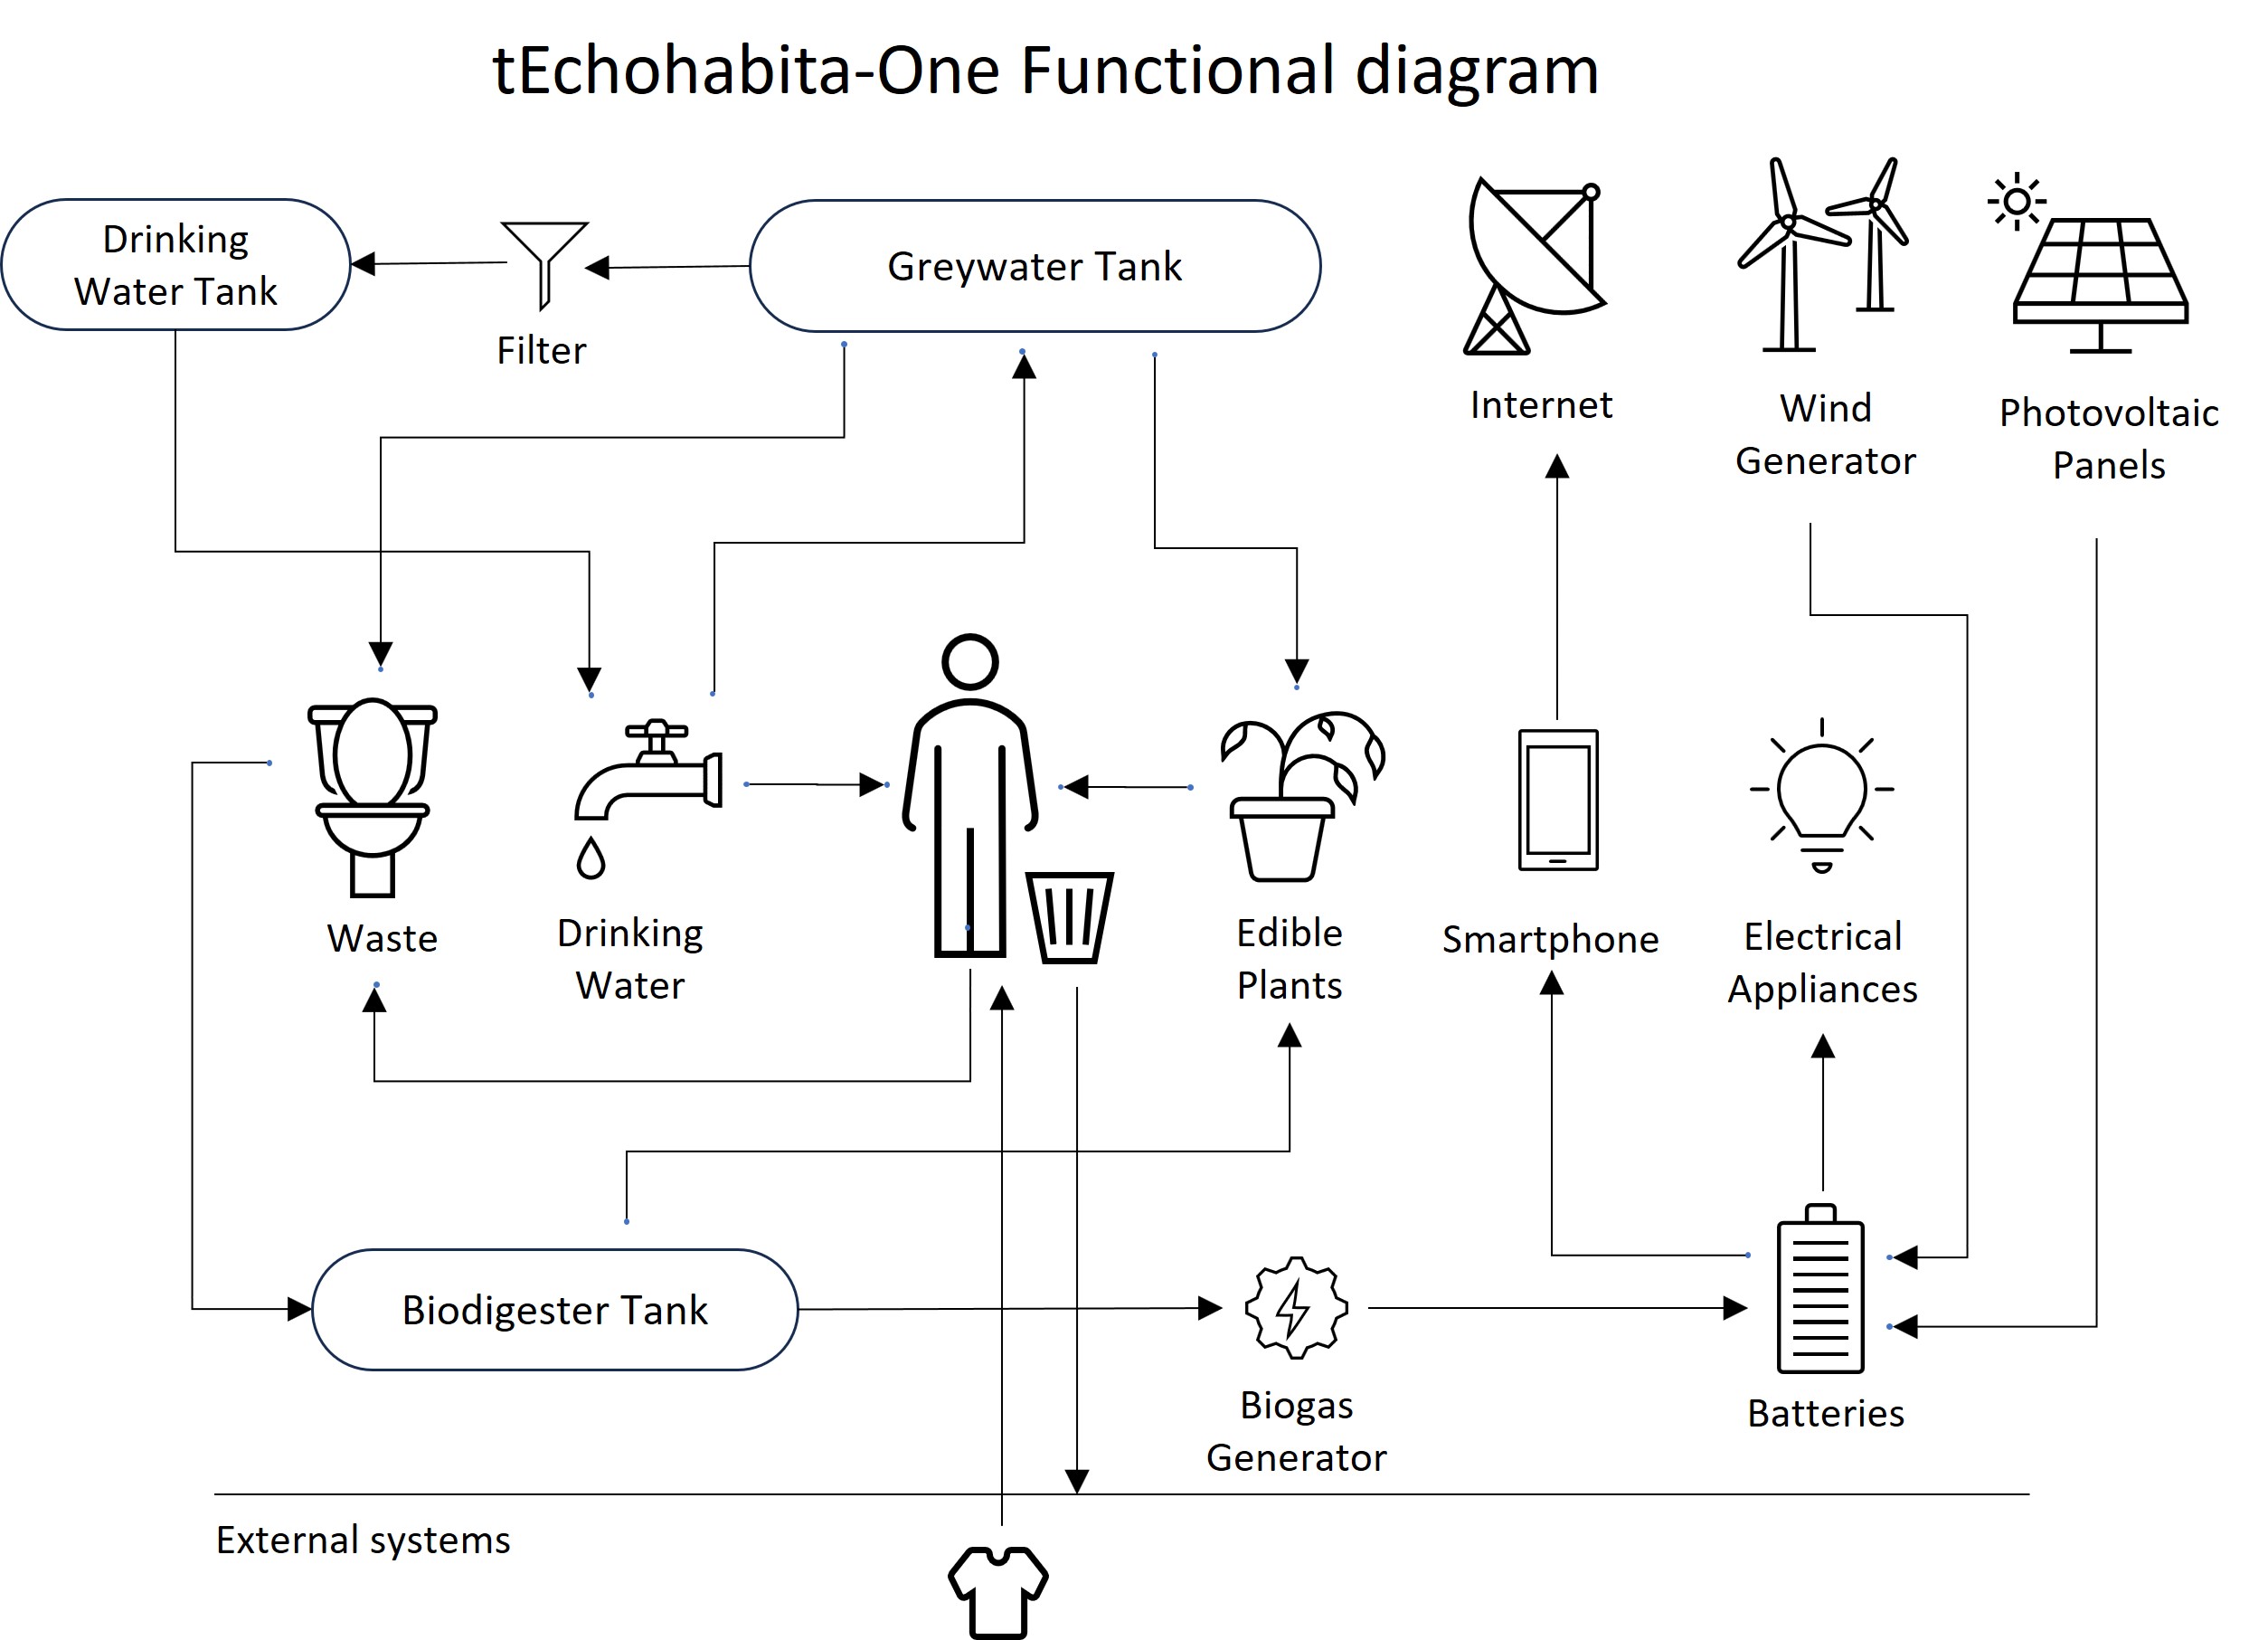 tEchohabita-One Functional diagram
Drinking
Water Tank
Filter
Greywater Tank
Internet
Wind
Generator
Photovoltaic
Panels
Waste
Drinking
Water
Edible
Plants
Smartphone
Electrical
Appliances
Biodigester Tank
Biogas
Generator
Batteries
External systems